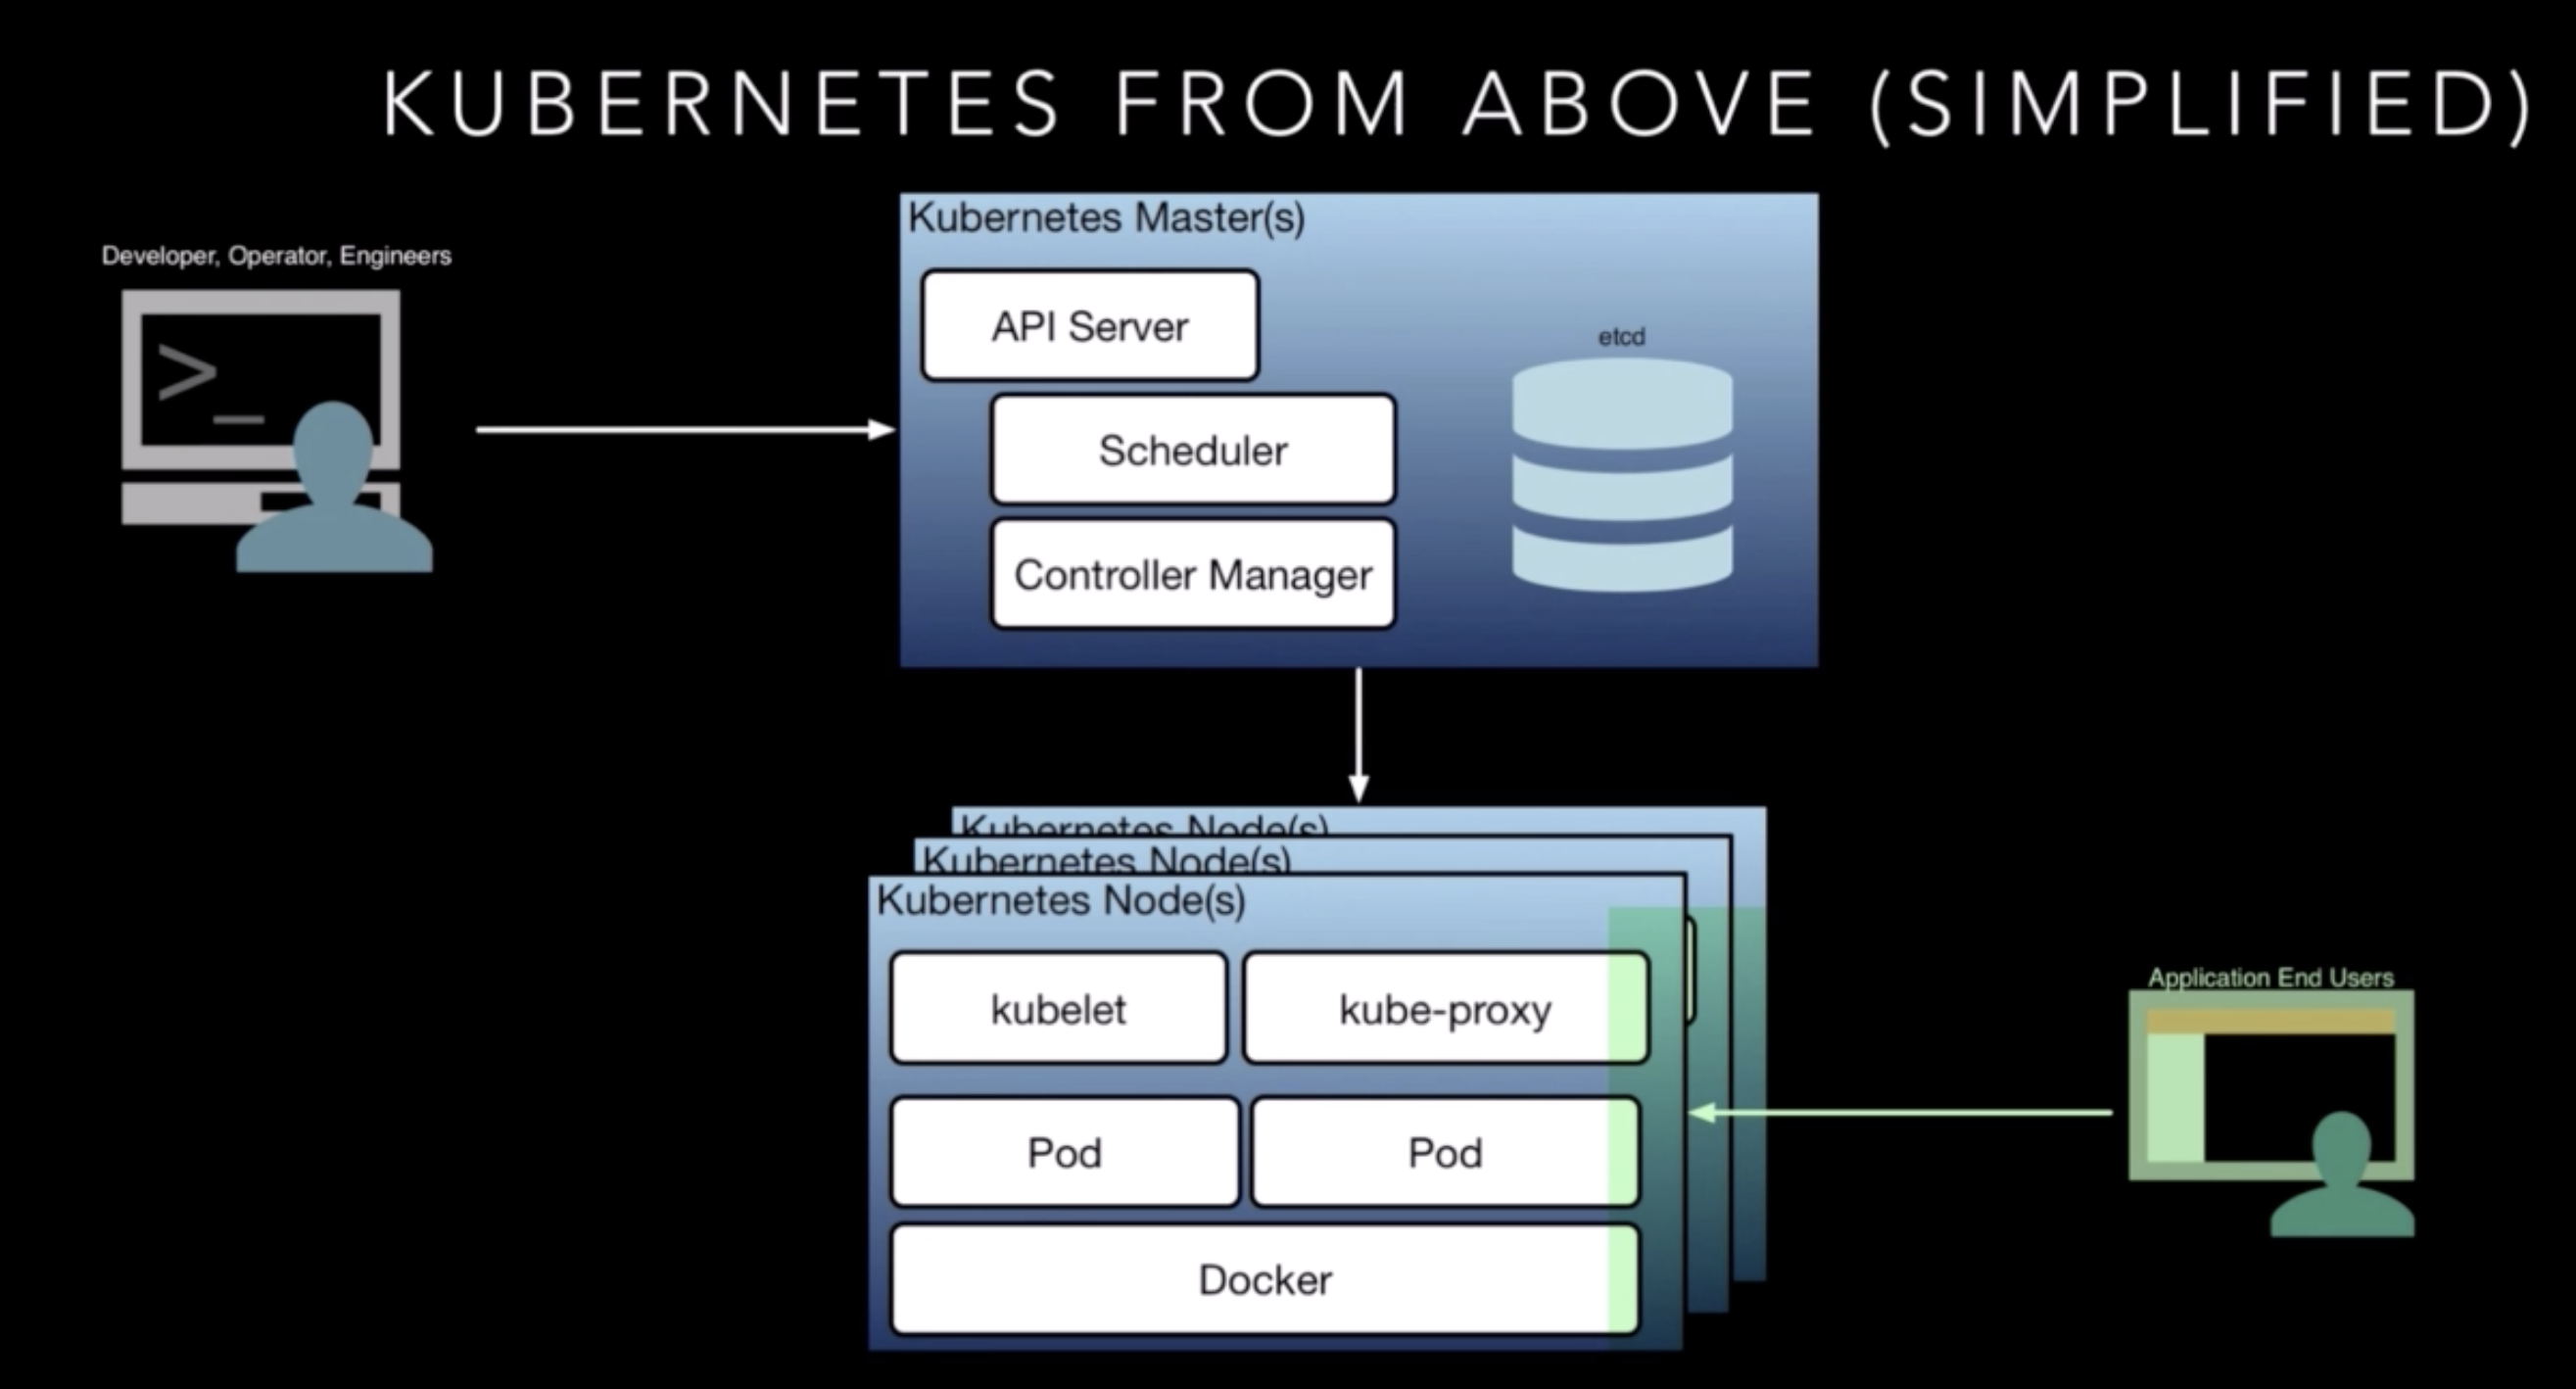 KUBERNETES FROM ABOVE (SIMPLIFIED)
Developer, Operator, Engineers
>_
Kubernetes Master(s)
API Server
etcd
Scheduler
Controller Manager
Kubernetes Node(s)
Kubernetes Node(s)
Kubernetes Node(s)
kubelet
kube-proxy
Application End Users
Pod
Pod
Docker